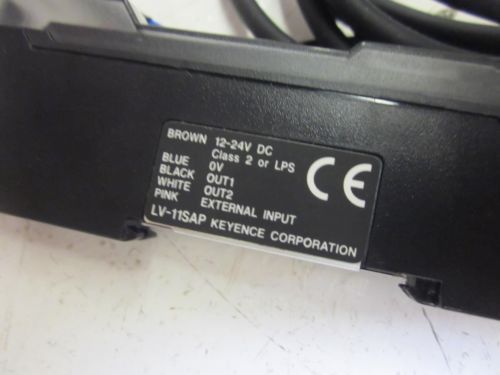 BROWN 12-24V DC
Class 2 or LPS
BLUE 0V
BLACK OUT1
WHITE OUT2
PINK EXTERNAL INPUT
LV-11SAP KEYENCE CORPORATION
CE